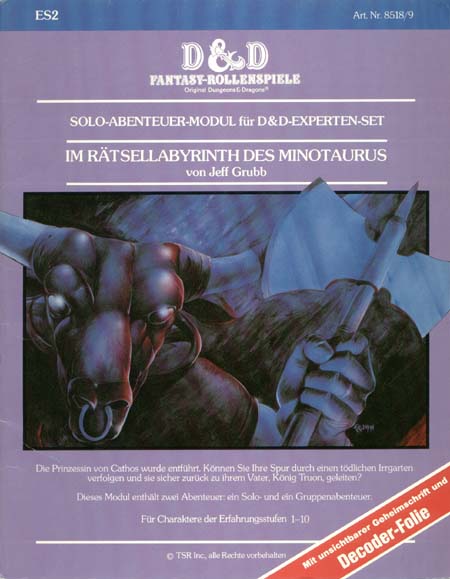 ES2
Art. Nr. 8518/9
D&D
FANTASY-ROLLENSPIELE
Original Dungeons & Dragons®
SOLO-ABENTEUER-MODUL für D&D-EXPERTEN-SET
IM RÄTSELLABYRINTH DES MINOTAURUS
von Jeff Grubb
Die Prinzessin von Cathos wurde entführt. Können Sie Ihre Spur durch einen tödlichen Irrgarten
verfolgen und sie sicher zurück zu ihrem Vater, König Truon, geleiten?
Dieses Modul enthält zwei Abenteuer: ein Solo- und ein Gruppenabenteuer.
Für Charaktere der Erfahrungsstufen 1–10
Mit unsichtbarer Geheimschrift und
Decoder-Folie
© TSR Inc., alle Rechte vorbehalten